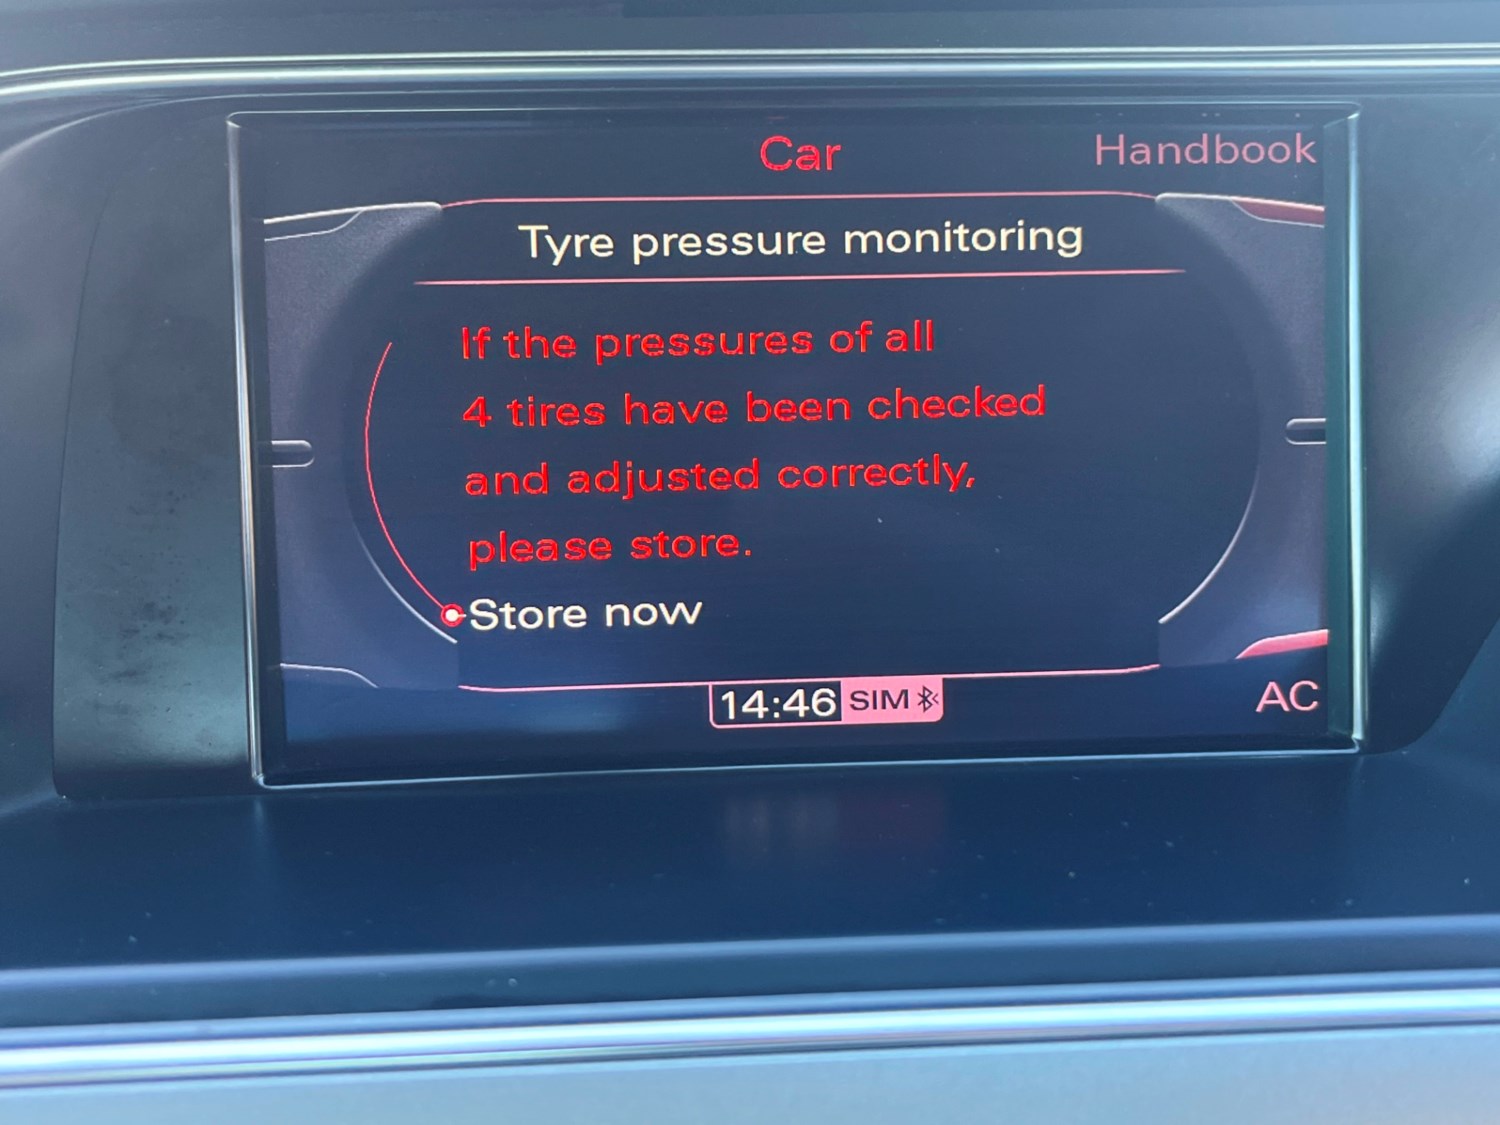 Car
Handbook
Tyre pressure monitoring
If the pressures of all
4 tires have been checked
and adjusted correctly,
please store.
Store now
14:46 SIM
AC